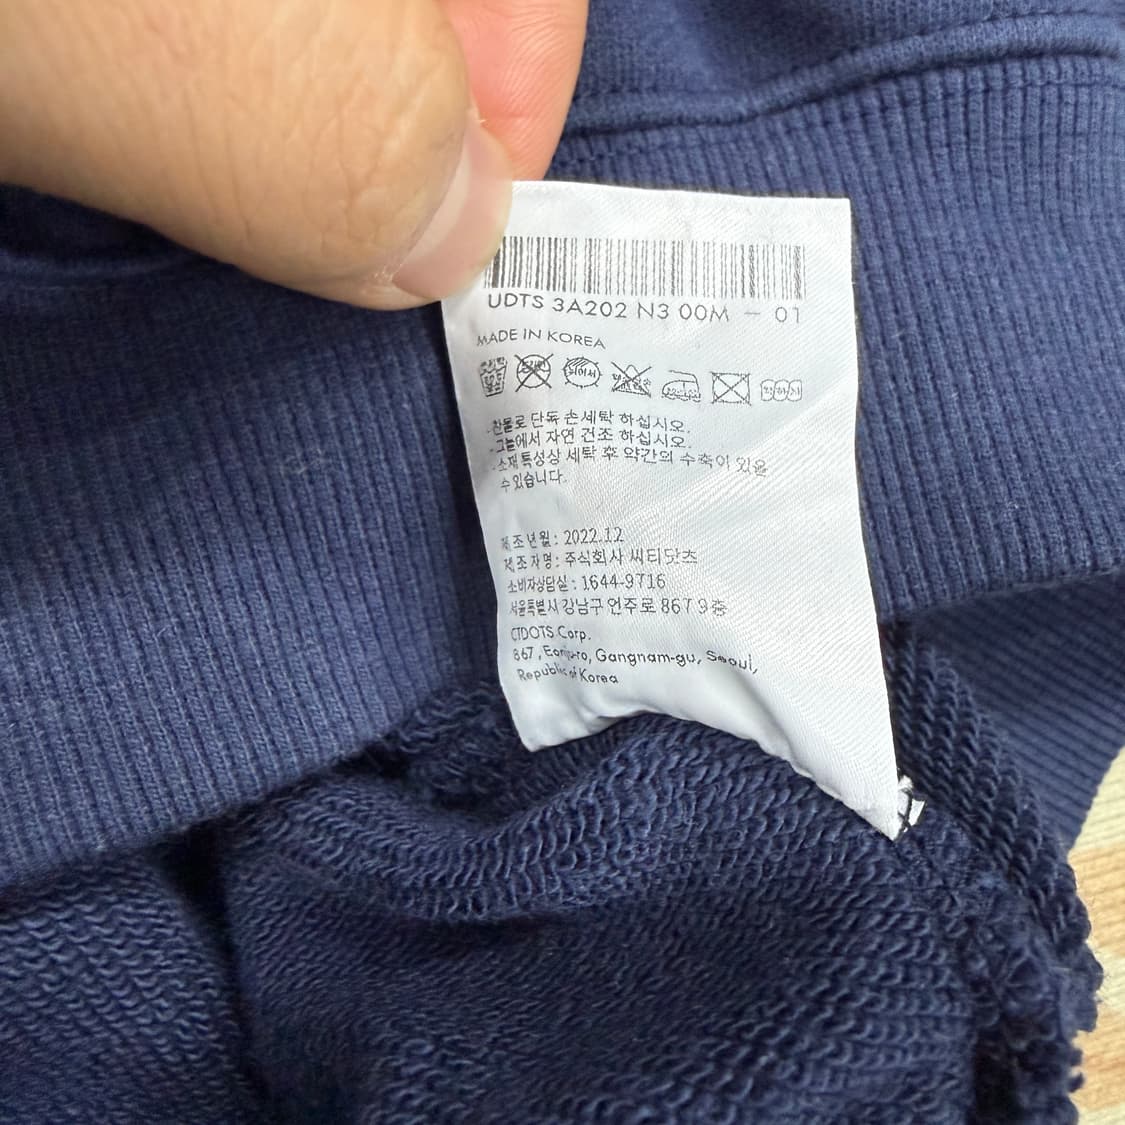 UDTS 3A202 N3 00M - 01
MADE IN KOREA
드라이
.찬물로 단독 손세탁 하십시오.
.그늘에서 자연 건조 하십시오.
.소재 특성상 세탁 후 약간의 수축이 있을
수 있습니다.
제 조 년 월 : 2022.12
제 조 자 명 : 주식회사 씨티닷츠
소비자상담실 : 1644-9716
서울특별시 강남구 언주로 867 9층
CTDOTS Corp.
867, Eonju-ro, Gangnam-gu, Seoul,
Republic of Korea